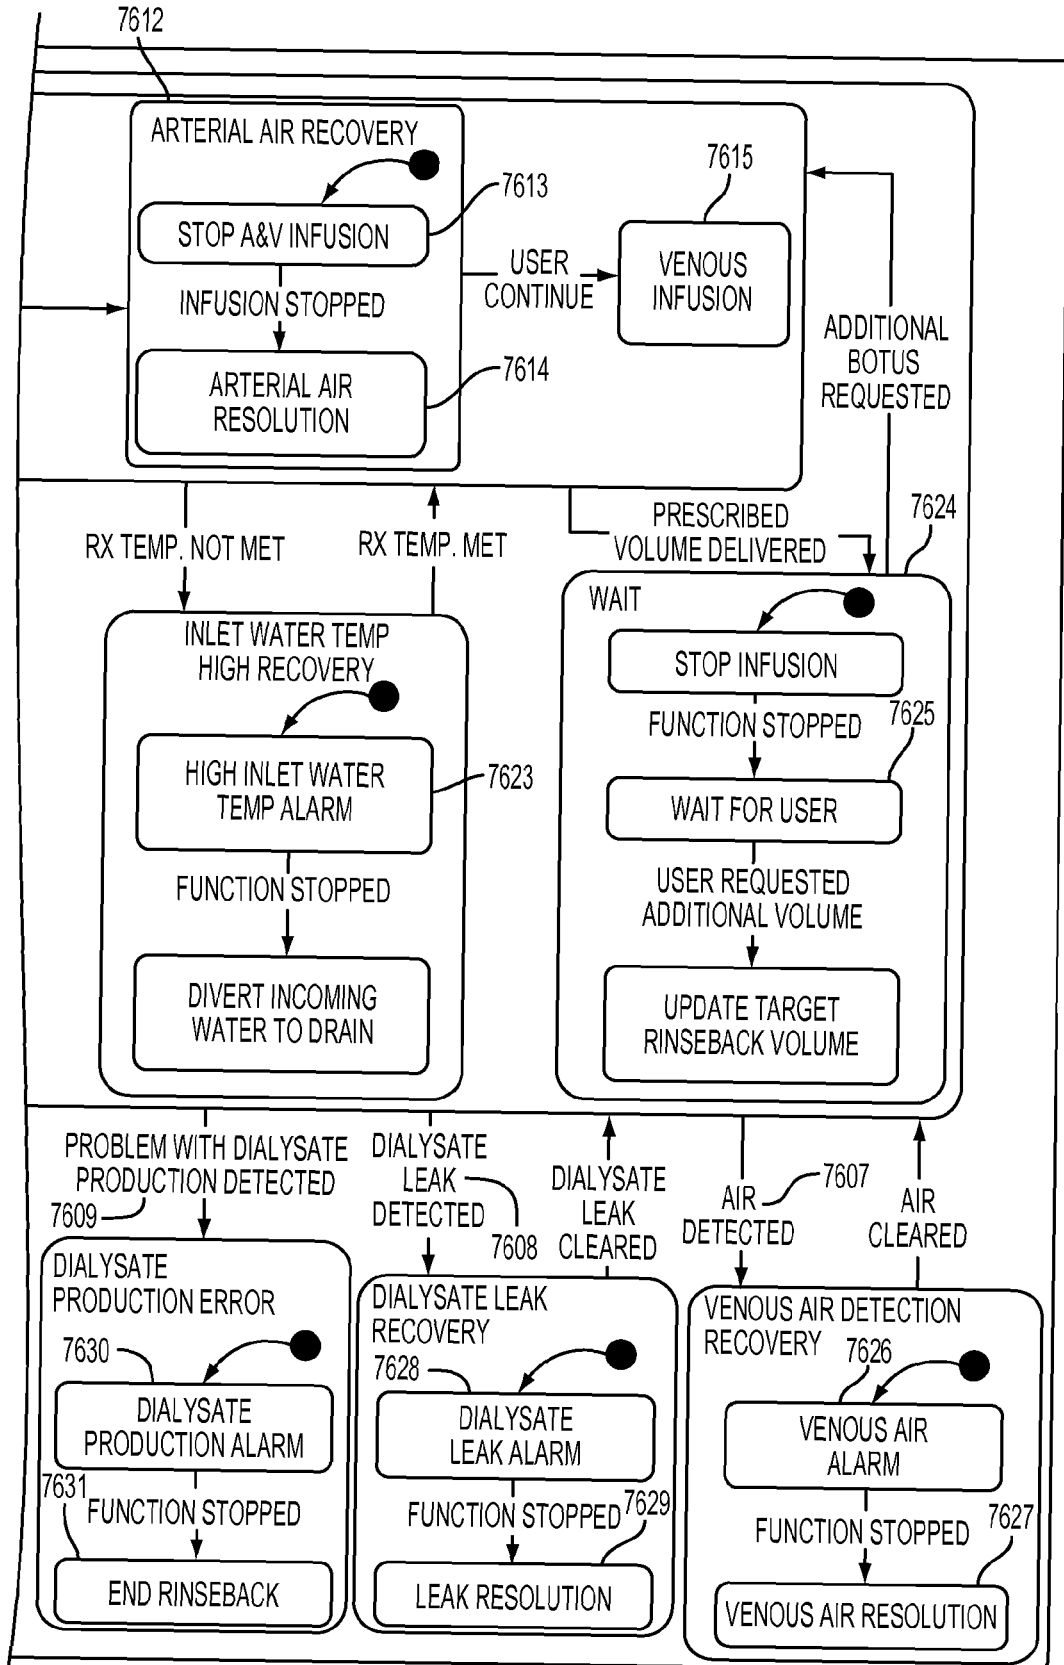 7612
ARTERIAL AIR RECOVERY
7613
STOP A&V INFUSION
INFUSION STOPPED
7614
ARTERIAL AIR
RESOLUTION
USER
CONTINUE
7615
VENOUS
INFUSION
ADDITIONAL
BOTUS
REQUESTED
RX TEMP. NOT MET
RX TEMP. MET
PRESCRIBED
VOLUME DELIVERED
7624
INLET WATER TEMP
HIGH RECOVERY
HIGH INLET WATER
TEMP ALARM
7623
FUNCTION STOPPED
DIVERT INCOMING
WATER TO DRAIN
WAIT
STOP INFUSION
FUNCTION STOPPED
7625
WAIT FOR USER
USER REQUESTED
ADDITIONAL VOLUME
UPDATE TARGET
RINSEBACK VOLUME
PROBLEM WITH DIALYSATE
PRODUCTION DETECTED
7609
DIALYSATE
LEAK
DETECTED
7608
DIALYSATE
LEAK
CLEARED
AIR
DETECTED
7607
AIR
CLEARED
DIALYSATE
PRODUCTION ERROR
7630
DIALYSATE
PRODUCTION ALARM
7631
FUNCTION STOPPED
END RINSEBACK
DIALYSATE LEAK
RECOVERY
7628
DIALYSATE
LEAK ALARM
FUNCTION STOPPED
7629
LEAK RESOLUTION
VENOUS AIR DETECTION
RECOVERY
7626
VENOUS AIR
ALARM
FUNCTION STOPPED
7627
VENOUS AIR RESOLUTION